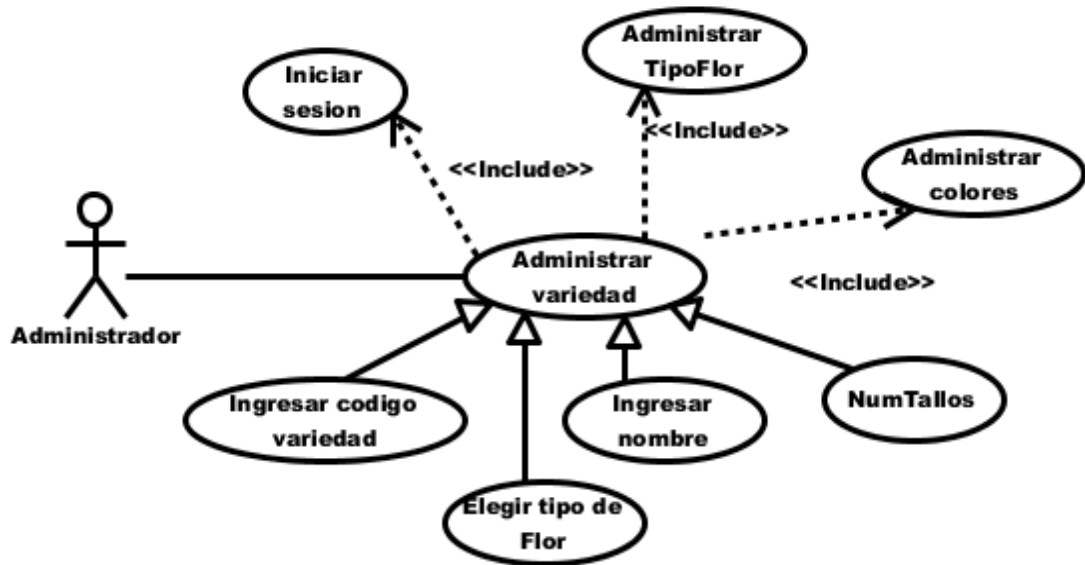 Administrar
TipoFlor
Iniciar
sesion
<<Include>>
<<Include>>
Administrar
colores
Administrar
variedad
<<Include>>
Administrador
Ingresar codigo
variedad
Ingresar
nombre
NumTallos
Elegir tipo de
Flor